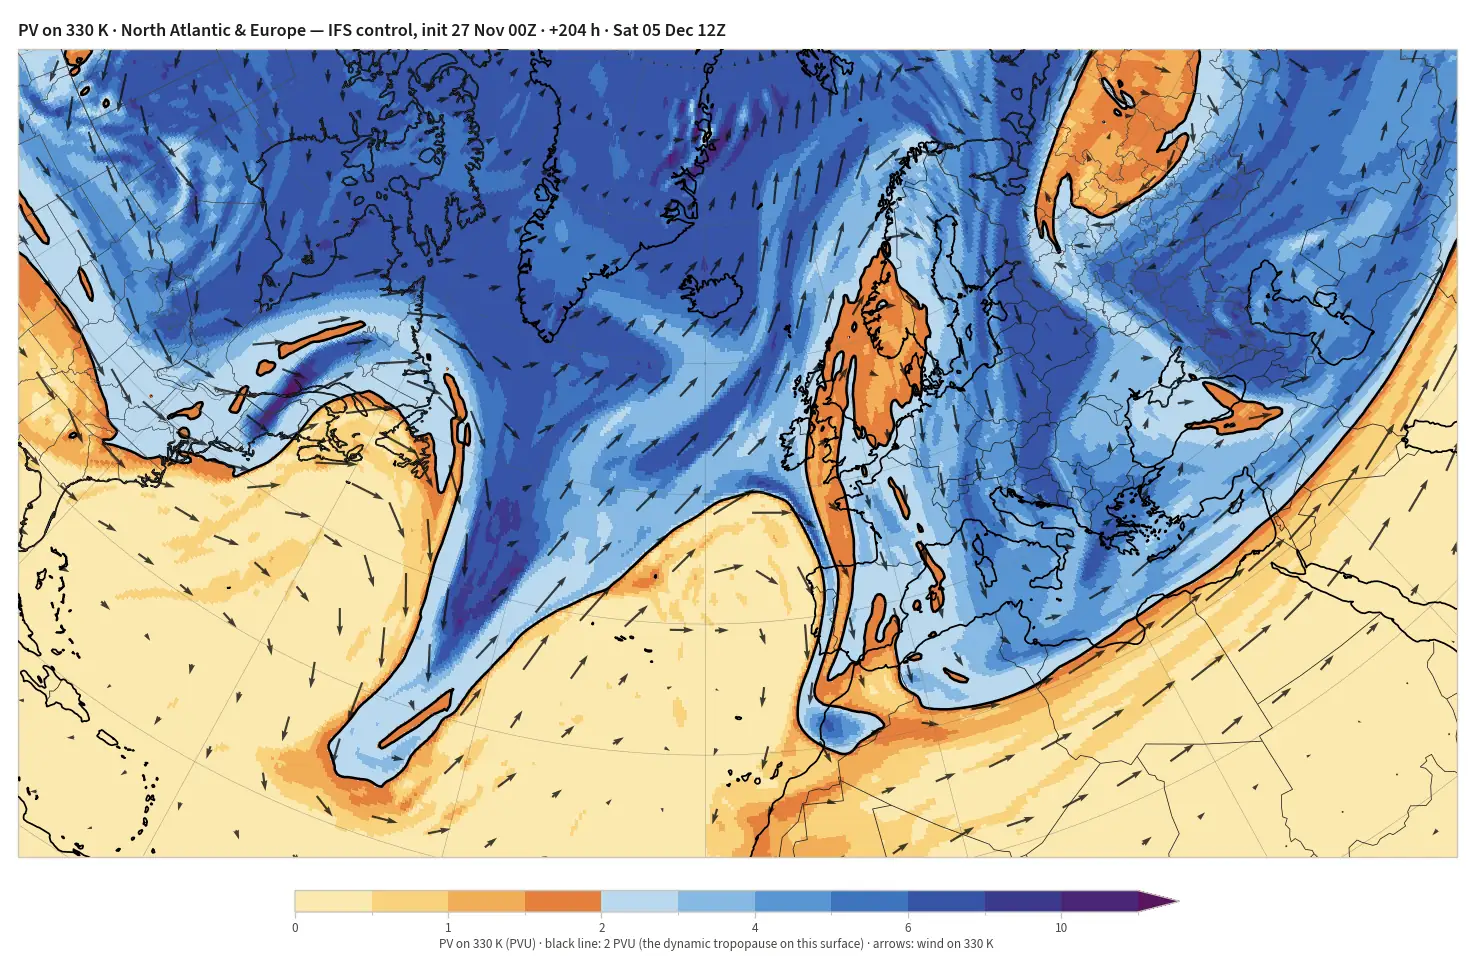 PV on 330 K · North Atlantic & Europe — IFS control, init 27 Nov 00Z · +204 h · Sat 05 Dec 12Z
0 1 2 4 6 10
PV on 330 K (PVU) · black line: 2 PVU (the dynamic tropopause on this surface) · arrows: wind on 330 K